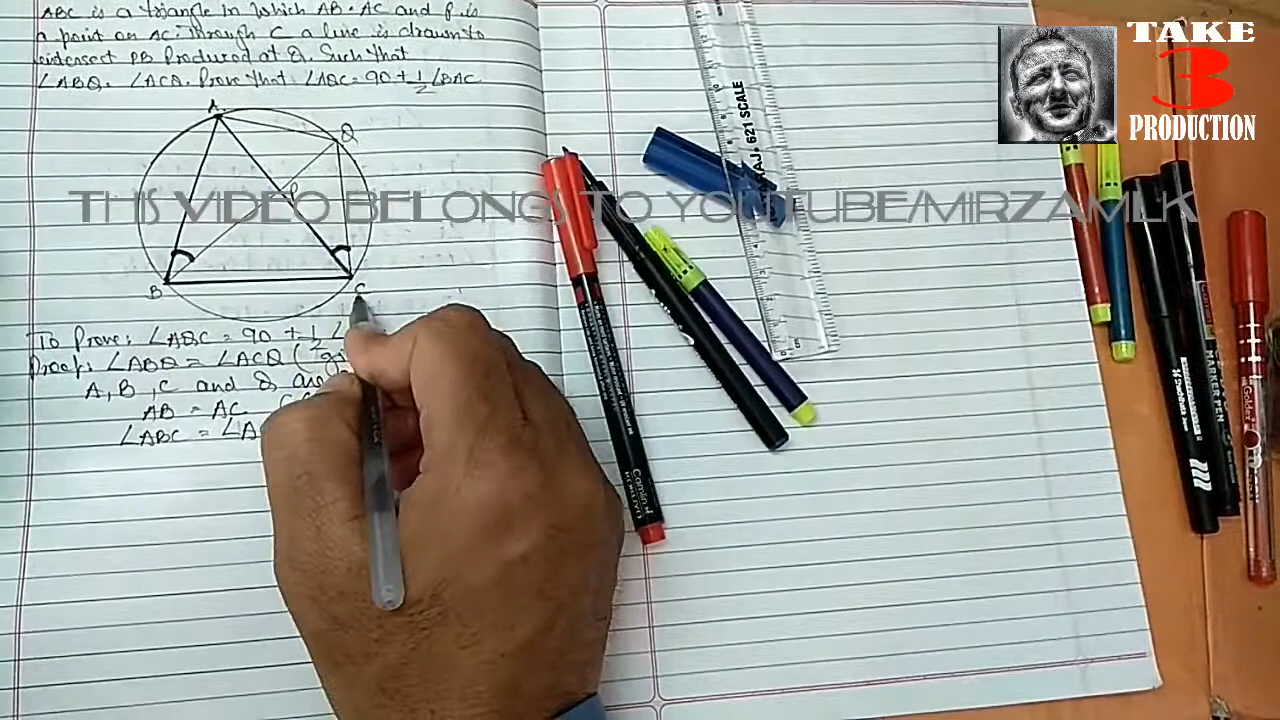 ABC is a triangle in which AB = AC and P is
a point on AC. Through C a line is drawn to
intersect PB Produced at Q. Such that
∠ABQ = ∠ACQ. Prove that ∠AQC = 90 + 1/2 ∠BAC
A
Q
P
B
C
To Prove: ∠ABC = 90 + 1/2 ∠
Proof: ∠ABQ = ∠ACQ (
A, B, C and Q are
AB = AC
∠ABC = ∠A
THIS VIDEO BELONGS TO YOUTUBE/MIRZAMLK
TAKE
3
PRODUCTION
621 SCALE
Camlin
MARKER PEN